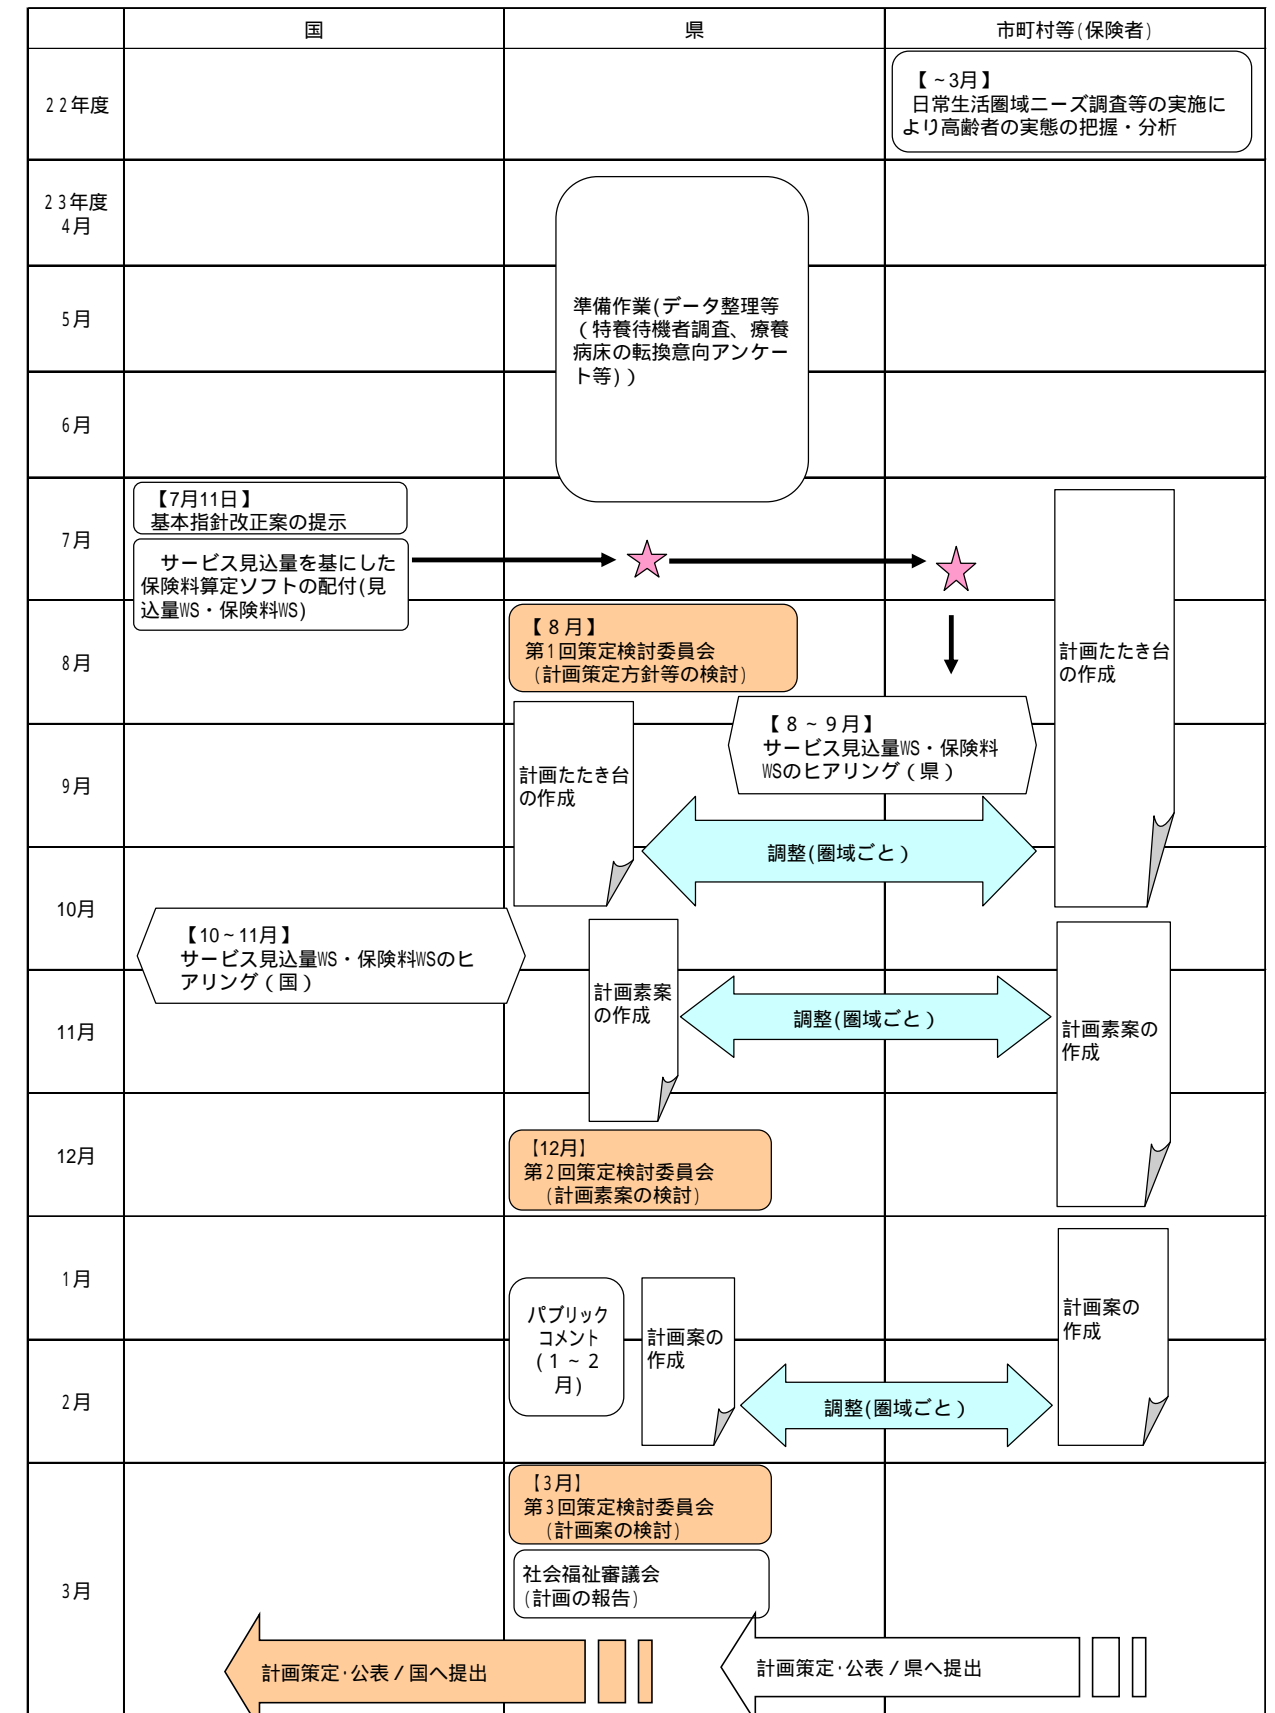 国
県
市町村等(保険者)
22年度
【~3月】
日常生活圏域ニーズ調査等の実施に
より高齢者の実態の把握・分析
23年度
4月
準備作業(データ整理等
(特養待機者調査、療養
病床の転換意向アンケー
ト等))
5月
6月
7月
【7月11日】
基本指針改正案の提示
サービス見込量を基にした
保険料算定ソフトの配付(見
込量WS・保険料WS)
8月
【8月】
第1回策定検討委員会
(計画策定方針等の検討)
計画たたき台
の作成
【8~9月】
サービス見込量WS・保険料
WSのヒアリング(県)
9月
計画たたき台
の作成
調整(圏域ごと)
10月
【10~11月】
サービス見込量WS・保険料WSのヒ
アリング(国)
11月
計画素案
の作成
調整(圏域ごと)
計画素案の
作成
12月
【12月】
第2回策定検討委員会
(計画素案の検討)
1月
パブリック
コメント
(1~2
月)
計画案の
作成
計画案の
作成
2月
調整(圏域ごと)
3月
【3月】
第3回策定検討委員会
(計画案の検討)
社会福祉審議会
(計画の報告)
計画策定・公表/国へ提出
計画策定・公表/県へ提出